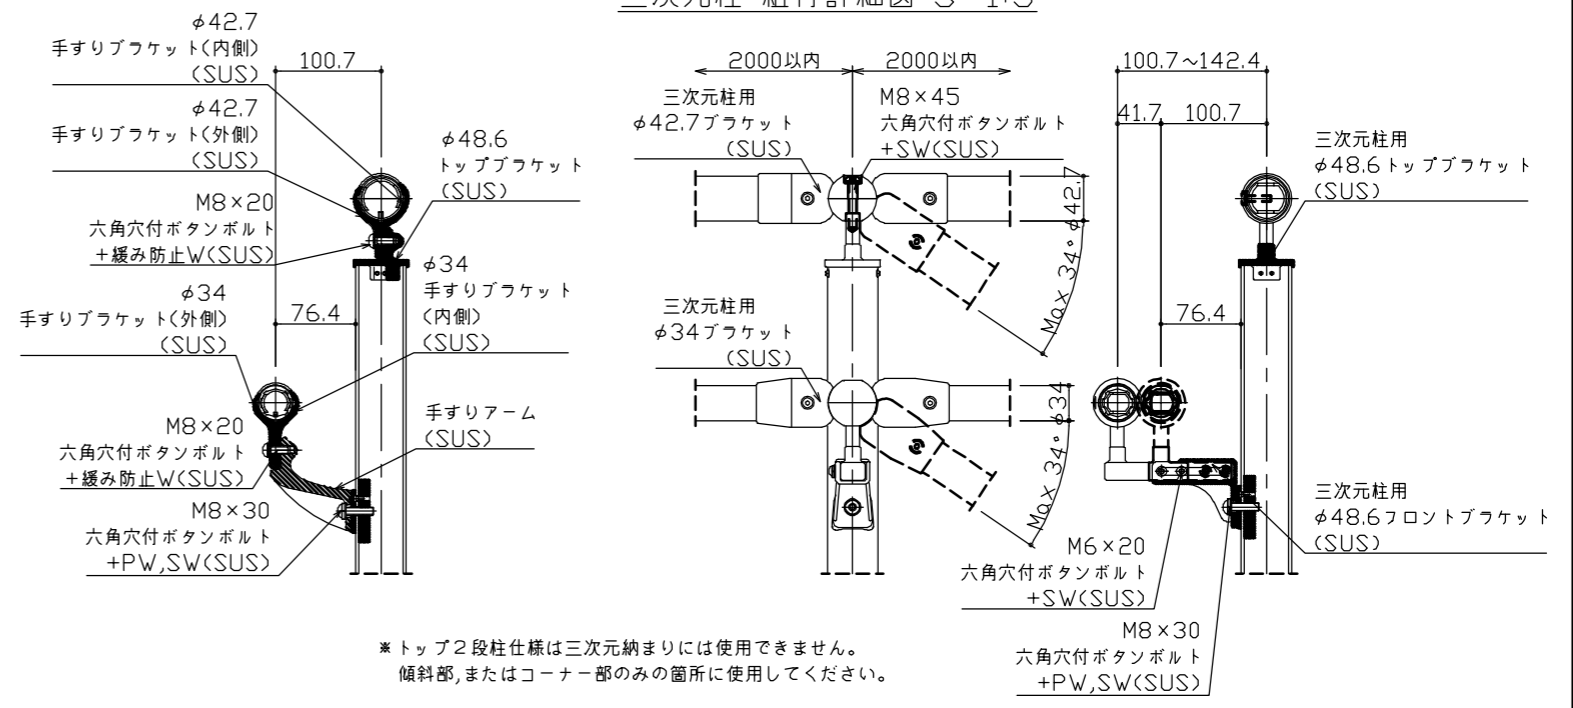 φ42.7
手すりブラケット(内側)
(SUS)
φ42.7
手すりブラケット(外側)
(SUS)
M8×20
六角穴付ボタンボルト
+緩み防止W(SUS)
φ34
手すりブラケット(外側)
(SUS)
M8×20
六角穴付ボタンボルト
+緩み防止W(SUS)
M8×30
六角穴付ボタンボルト
+PW,SW(SUS)
100.7
φ48.6
トップブラケット
(SUS)
76.4
φ34
手すりブラケット
(内側)
(SUS)
手すりアーム
(SUS)
2000以内
2000以内
三次元柱用
φ42.7ブラケット
(SUS)
M8×45
六角穴付ボタンボルト
+SW(SUS)
φ42.7
Max 34°
三次元柱用
φ34ブラケット
(SUS)
φ34
Max 34°
100.7~142.4
41.7
100.7
三次元柱用
φ48.6トップブラケット
(SUS)
76.4
三次元柱用
φ48.6フロントブラケット
(SUS)
M6×20
六角穴付ボタンボルト
+SW(SUS)
M8×30
六角穴付ボタンボルト
+PW,SW(SUS)
※トップ2段柱仕様は三次元納まりには使用できません。
傾斜部,またはコーナー部のみの箇所に使用してください。